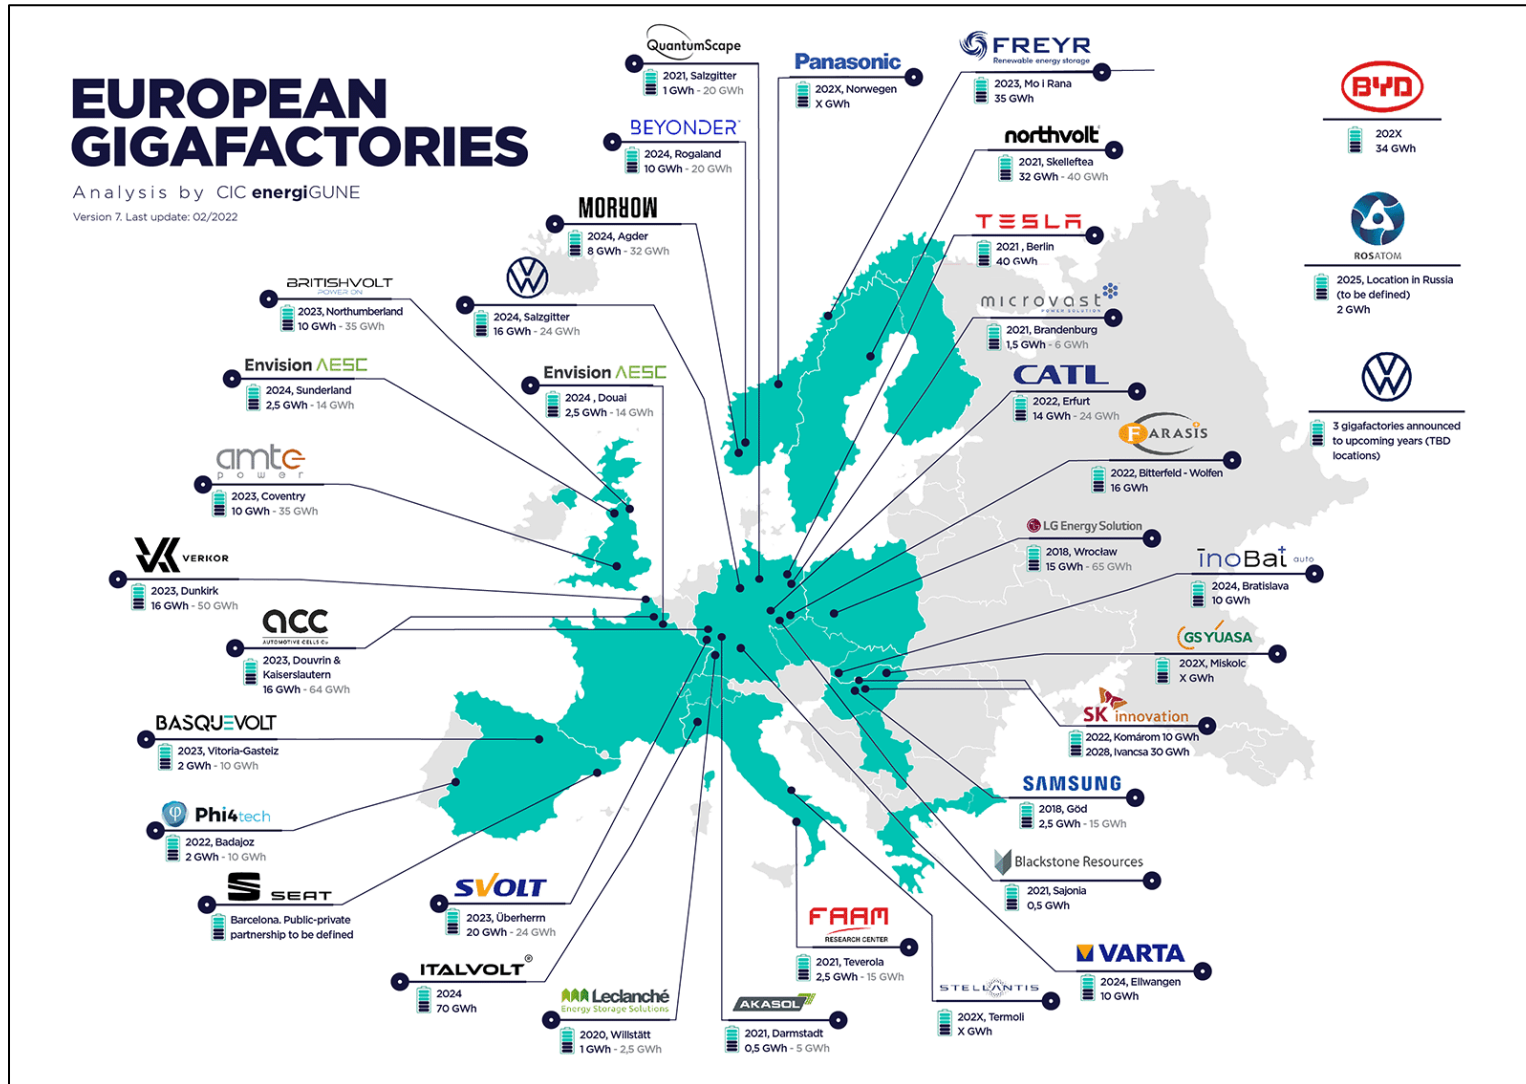 EUROPEAN
GIGAFACTORIES
Analysis by CIC energiGUNE
Version 7. Last update: 02/2022
QuantumScape
2021, Salzgitter
1 GWh - 20 GWh
BEYONDER
2024, Rogaland
10 GWh - 20 GWh
MORROW
2024, Agder
8 GWh - 32 GWh
VW
2024, Salzgitter
16 GWh - 24 GWh
Envision AESC
2024 , Douai
2,5 GWh - 14 GWh
BRITISHVOLT
POWER ON
2023, Northumberland
10 GWh - 35 GWh
Envision AESC
2024, Sunderland
2,5 GWh - 14 GWh
amte
power
2023, Coventry
10 GWh - 35 GWh
VERKOR
2023, Dunkirk
16 GWh - 50 GWh
acc
AUTOMOTIVE CELLS Co
2023, Douvrin &
Kaiserslautern
16 GWh - 64 GWh
BASQUEVOLT
2023, Vitoria-Gasteiz
2 GWh - 10 GWh
Phi4tech
2022, Badajoz
2 GWh - 10 GWh
SEAT
Barcelona. Public-private
partnership to be defined
SVOLT
2023, Überherrn
20 GWh - 24 GWh
ITALVOLT®
2024
70 GWh
Leclanché
Energy Storage Solutions
2020, Willstätt
1 GWh - 2,5 GWh
AKASOL
2021, Darmstadt
0,5 GWh - 5 GWh
FAAM
RESEARCH CENTER
2021, Teverola
2,5 GWh - 15 GWh
STELLANTIS
202X, Termoli
X GWh
VARTA
2024, Ellwangen
10 GWh
Blackstone Resources
2021, Sajonia
0,5 GWh
SAMSUNG
2018, Göd
2,5 GWh - 15 GWh
SK innovation
2022, Komárom 10 GWh
2028, Ivancsa 30 GWh
GS YUASA
202X, Miskolc
X GWh
inoBat auto
2024, Bratislava
10 GWh
LG Energy Solution
2018, Wrocław
15 GWh - 65 GWh
FARASIS
2022, Bitterfeld - Wolfen
16 GWh
CATL
2022, Erfurt
14 GWh - 24 GWh
microvast
POWER SOLUTION
2021, Brandenburg
1,5 GWh - 6 GWh
TESLA
2021 , Berlin
40 GWh
northvolt
2021, Skelleftea
32 GWh - 40 GWh
FREYR
Renewable energy storage
2023, Mo i Rana
35 GWh
Panasonic
202X, Norwegen
X GWh
BYD
202X
34 GWh
ROSATOM
2025, Location in Russia
(to be defined)
2 GWh
VW
3 gigafactories announced
to upcoming years (TBD
locations)